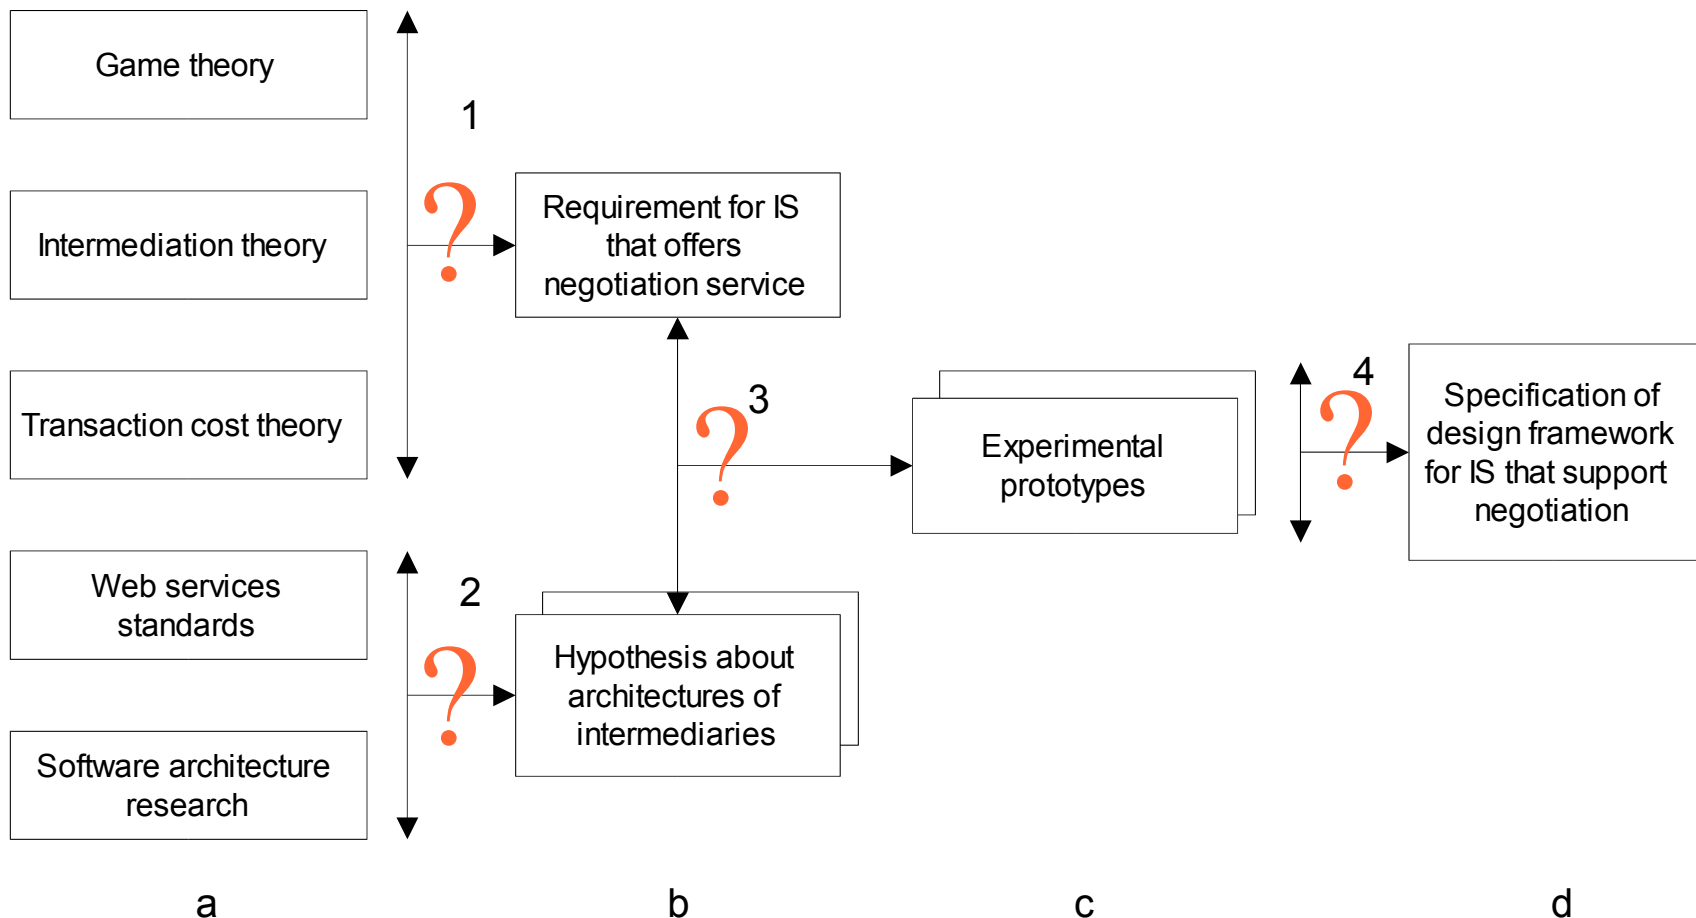 Game theory
Intermediation theory
Transaction cost theory
Web services
standards
Software architecture
research
1
?
2
?
Requirement for IS
that offers
negotiation service
3
?
Hypothesis about
architectures of
intermediaries
Experimental
prototypes
4
?
Specification of
design framework
for IS that support
negotiation
a
b
c
d